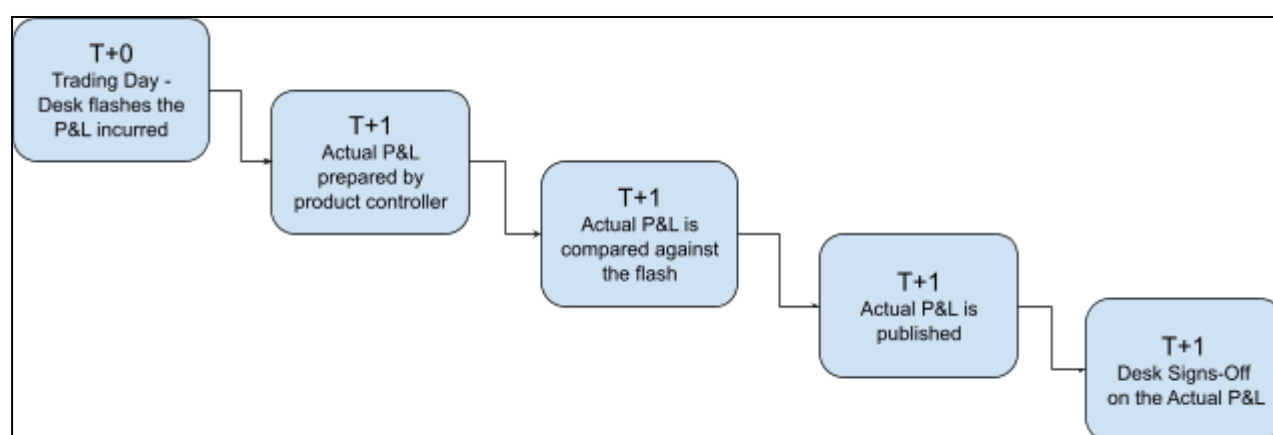 T+0
Trading Day -
Desk flashes the
P&L incurred
T+1
Actual P&L
prepared by
product controller
T+1
Actual P&L is
compared against
the flash
T+1
Actual P&L is
published
T+1
Desk Signs-Off
on the Actual P&L